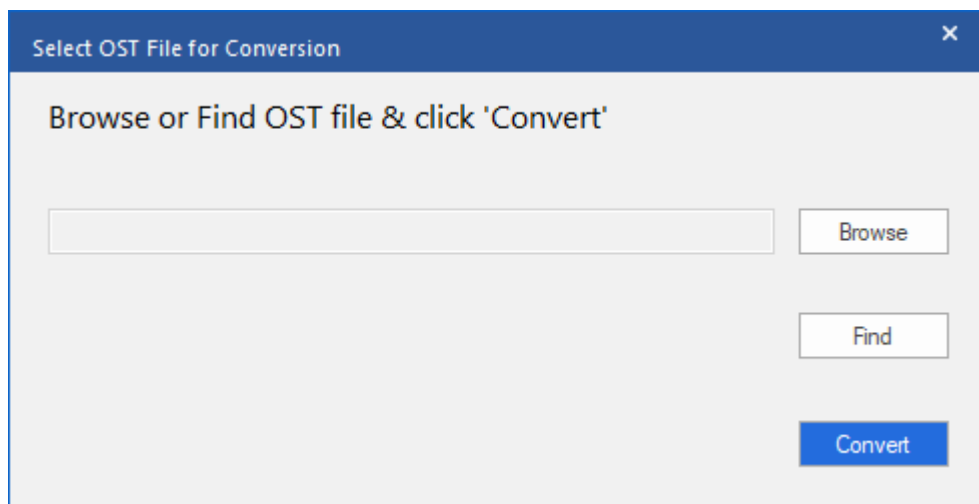 Select OST File for Conversion
Browse or Find OST file & click 'Convert'
Browse
Find
Convert